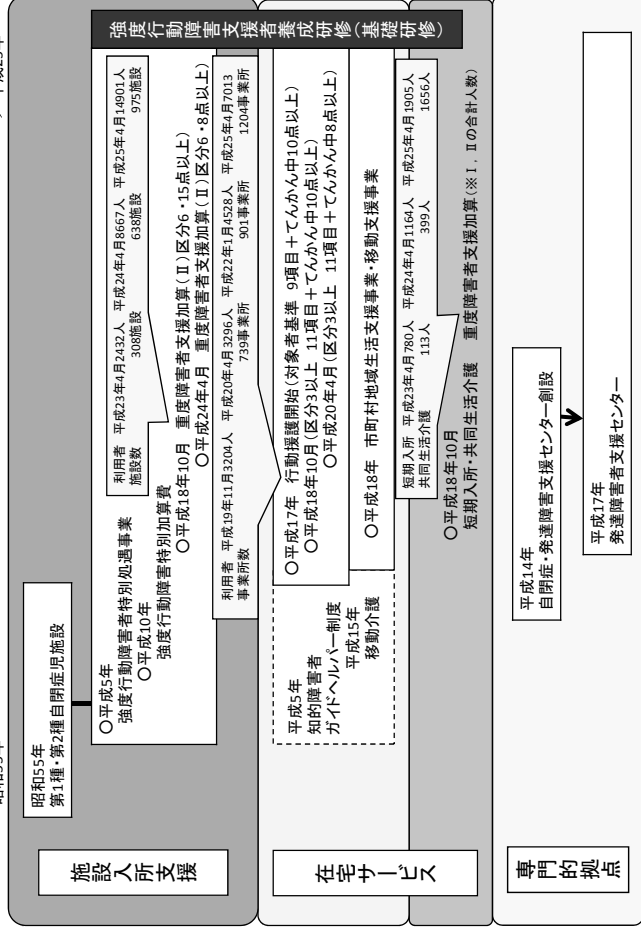 強度行動障害支援者養成研修(基礎研修)
施設入所支援
昭和55年
第1種・第2種自閉症児施設
○平成5年
強度行動障害者特別処遇事業
○平成10年
強度行動障害特別加算費
利用者 平成23年4月2432人 平成24年4月8667人 平成25年4月14901人
施設数 308施設 638施設 975施設
○平成18年10月 重度障害者支援加算(Ⅱ)区分6・15点以上)
○平成24年4月 重度障害者支援加算(Ⅱ)区分6・8点以上)
利用者 平成19年11月3204人 平成20年4月3296人 平成22年1月4528人 平成25年4月7013
事業所数 739事業所 901事業所 1204事業所
在宅サービス
平成5年
知的障害者
ガイドヘルパー制度
平成15年
移動介護
○平成17年 行動援護開始(対象者基準 9項目+てんかん中10点以上)
○平成18年10月(区分3以上 11項目+てんかん中10点以上)
○平成20年4月(区分3以上 11項目+てんかん中8点以上)
○平成18年 市町村地域生活支援事業・移動支援事業
短期入所 平成23年4月780人 平成24年4月1164人 平成25年4月1905人
共同生活介護 113人 399人 1656人
○平成18年10月
短期入所・共同生活介護 重度障害者支援加算(※Ⅰ,Ⅱの合計人数)
専門的拠点
平成14年
自閉症・発達障害支援センター創設
平成17年
発達障害者支援センター